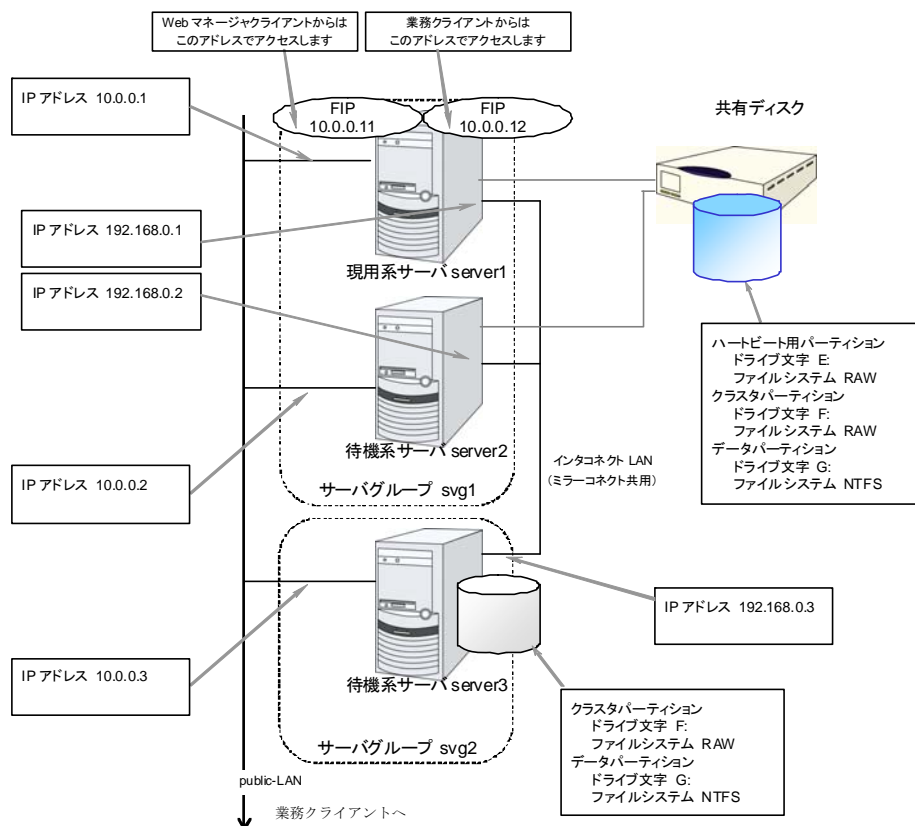 Web マネージャクライアントからは
このアドレスでアクセスします
業務クライアントからは
このアドレスでアクセスします
IP アドレス 10.0.0.1
FIP
10.0.0.11
FIP
10.0.0.12
共有ディスク
IP アドレス 192.168.0.1
現用系サーバ server1
IP アドレス 192.168.0.2
ハートビート用パーティション
ドライブ文字 E:
ファイルシステム RAW
クラスタパーティション
ドライブ文字 F:
ファイルシステム RAW
データパーティション
ドライブ文字 G:
ファイルシステム NTFS
待機系サーバ server2
インタコネクト LAN
(ミラーコネクト共用)
IP アドレス 10.0.0.2
サーバグループ svg1
IP アドレス 192.168.0.3
IP アドレス 10.0.0.3
待機系サーバ server3
クラスタパーティション
ドライブ文字 F:
ファイルシステム RAW
データパーティション
ドライブ文字 G:
ファイルシステム NTFS
サーバグループ svg2
public-LAN
業務クライアントへ